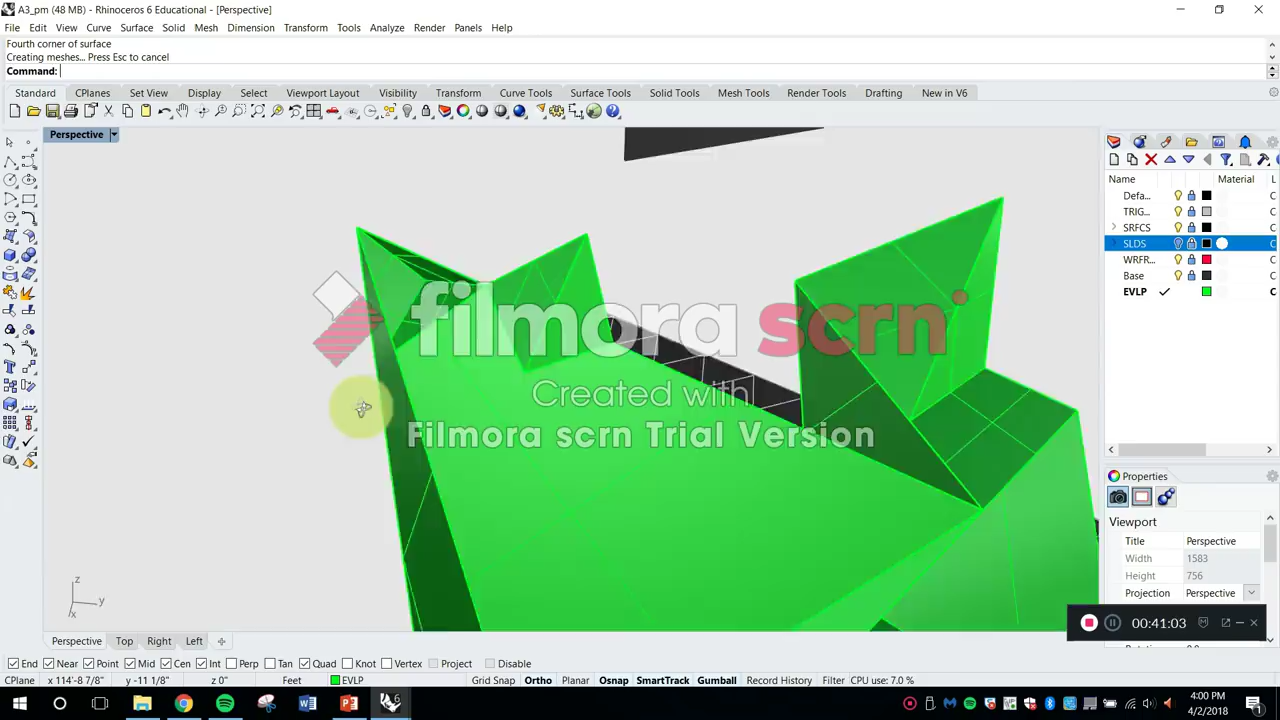 A3_pm (48 MB) - Rhinoceros 6 Educational - [Perspective]
File Edit View Curve Surface Solid Mesh Dimension Transform Tools Analyze Render Panels Help
Fourth corner of surface
Creating meshes... Press Esc to cancel
Command:
Standard CPlanes Set View Display Select Viewport Layout Visibility Transform Curve Tools Surface Tools Solid Tools Mesh Tools Render Tools Drafting New in V6
Perspective
Name Material L
Defa... C
TRIG... C
SRFCS C
SLDS C
WRFR... C
Base C
EVLP C
filmora scrn
Created with
Filmora scrn Trial Version
Properties
Viewport
Title Perspective
Width 1583
Height 756
Projection Perspective
00:41:03
z
y
x
Perspective Top Right Left
End Near Point Mid Cen Int Perp Tan Quad Knot Vertex Project Disable
CPlane x 114'-8 7/8" y -11 1/8" z 0" Feet EVLP Grid Snap Ortho Planar Osnap SmartTrack Gumball Record History Filter CPU use: 7.0 %
4:00 PM
4/2/2018